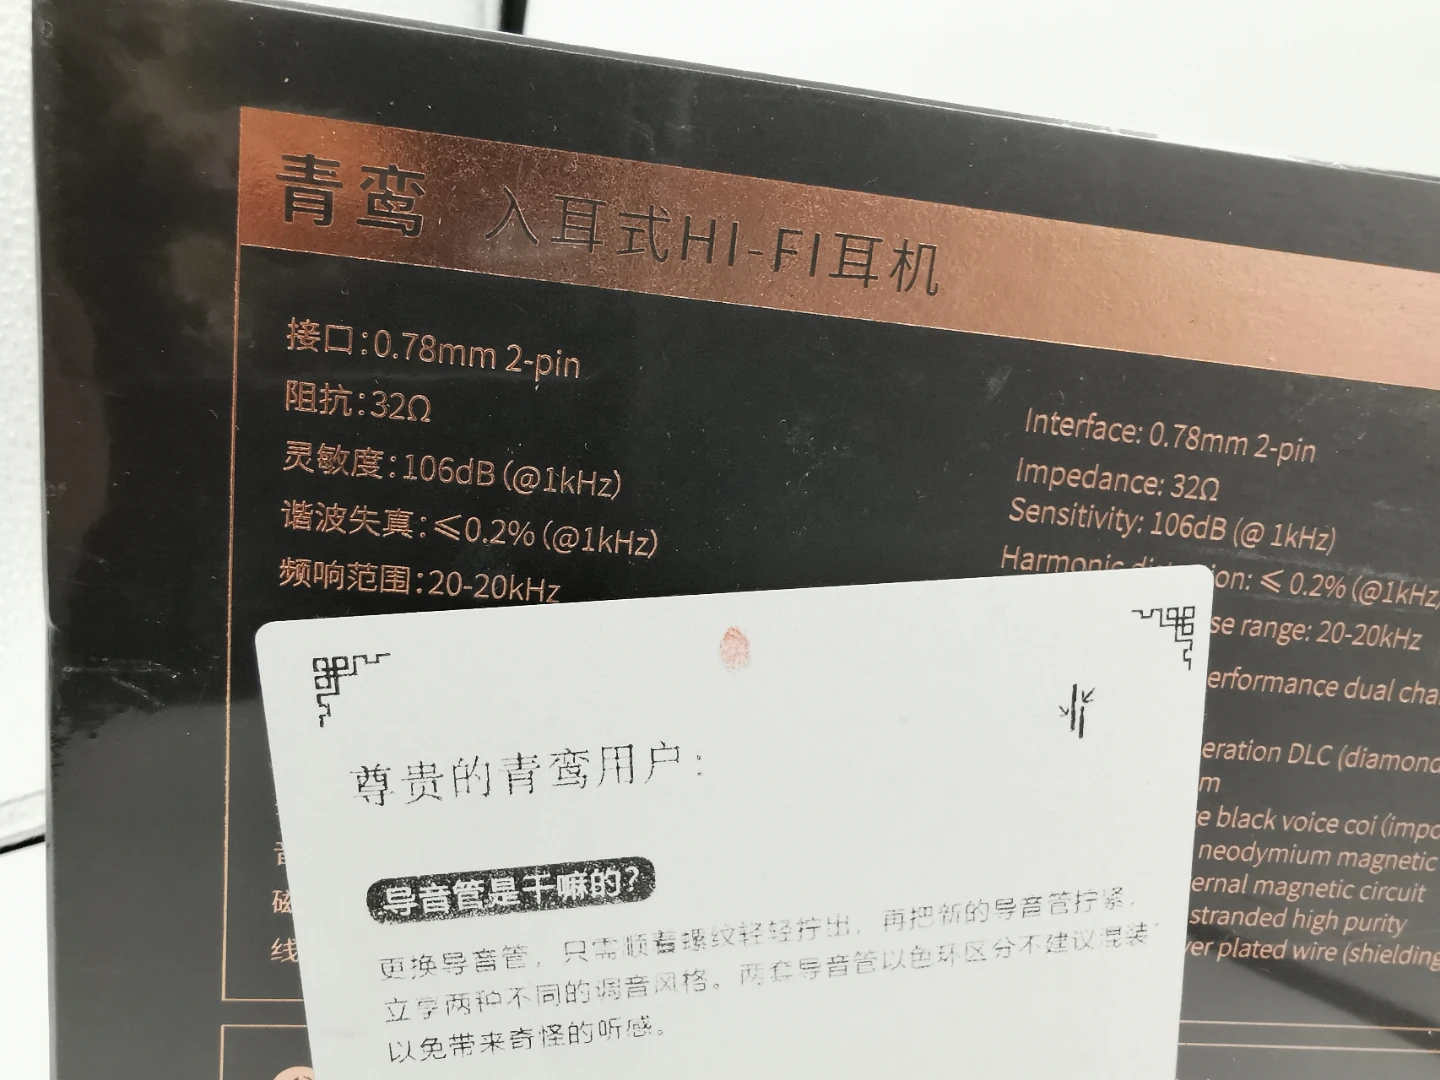 青鸾 入耳式HI-FI耳机
接口:0.78mm 2-pin
阻抗:32Ω
灵敏度:106dB (@1kHz)
谐波失真:≤0.2% (@1kHz)
频响范围:20-20kHz
磁
线
Interface: 0.78mm 2-pin
Impedance: 32Ω
Sensitivity: 106dB (@ 1kHz)
Harmonic ion: ≤ 0.2% (@1kHz)
se range: 20-20kHz
erformance dual cha
eration DLC (diamond
m
e black voice coi (impo
neodymium magnetic
ernal magnetic circuit
stranded high purity
ver plated wire (shielding
尊贵的青鸾用户:
导音管是干嘛的?
更换导音管，只需顺着螺纹轻轻拧出，再把新的导音管拧紧，
立享两种不同的调音风格。两套导音管以色环区分不建议混装
以免带来奇怪的听感。